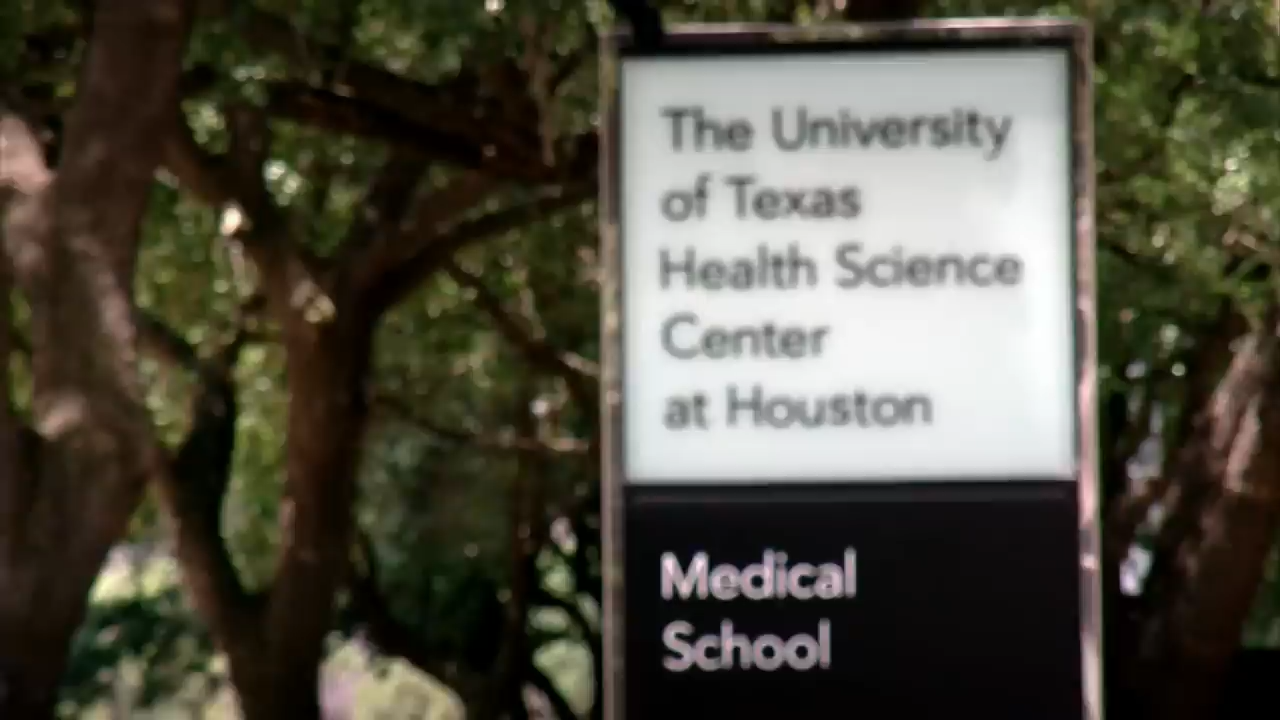 The University
of Texas
Health Science
Center
at Houston
Medical
School